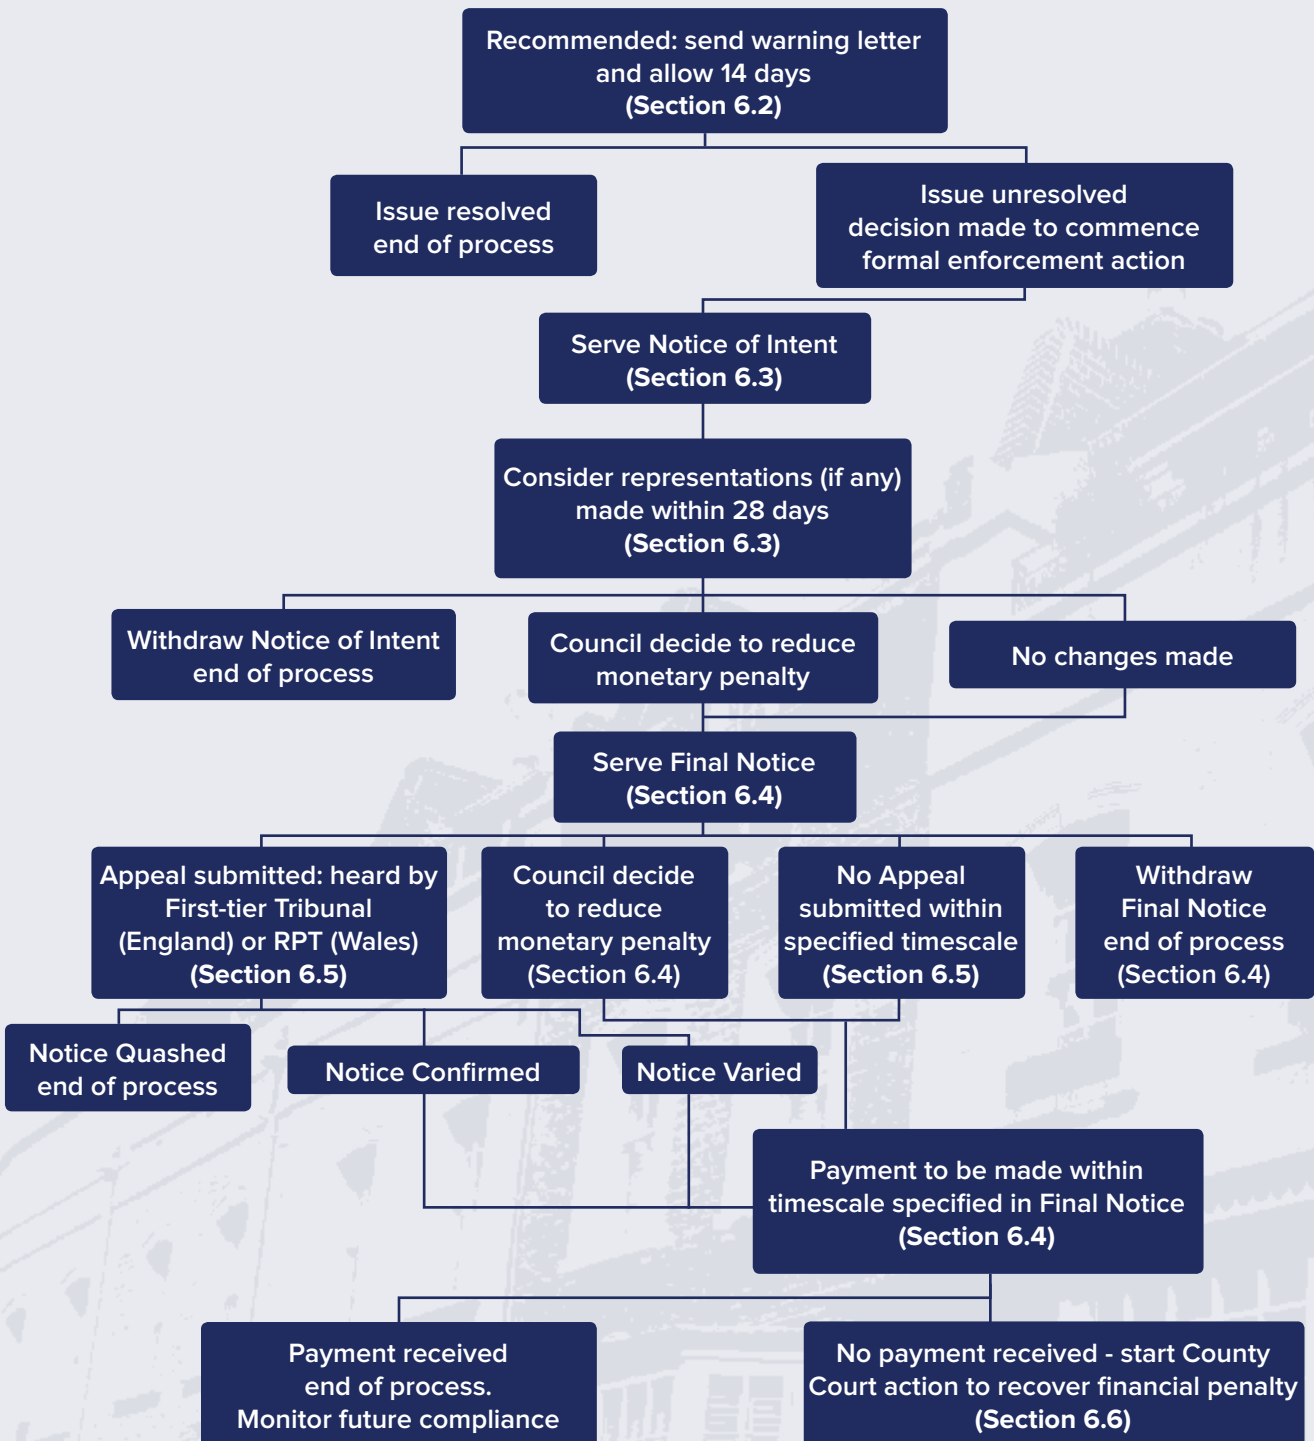 Recommended: send warning letter
and allow 14 days
(Section 6.2)
Issue resolved
end of process
Issue unresolved
decision made to commence
formal enforcement action
Serve Notice of Intent
(Section 6.3)
Consider representations (if any)
made within 28 days
(Section 6.3)
Withdraw Notice of Intent
end of process
Council decide to reduce
monetary penalty
No changes made
Serve Final Notice
(Section 6.4)
Appeal submitted: heard by
First-tier Tribunal
(England) or RPT (Wales)
(Section 6.5)
Council decide
to reduce
monetary penalty
(Section 6.4)
No Appeal
submitted within
specified timescale
(Section 6.5)
Withdraw
Final Notice
end of process
(Section 6.4)
Notice Quashed
end of process
Notice Confirmed
Notice Varied
Payment to be made within
timescale specified in Final Notice
(Section 6.4)
Payment received
end of process.
Monitor future compliance
No payment received - start County
Court action to recover financial penalty
(Section 6.6)